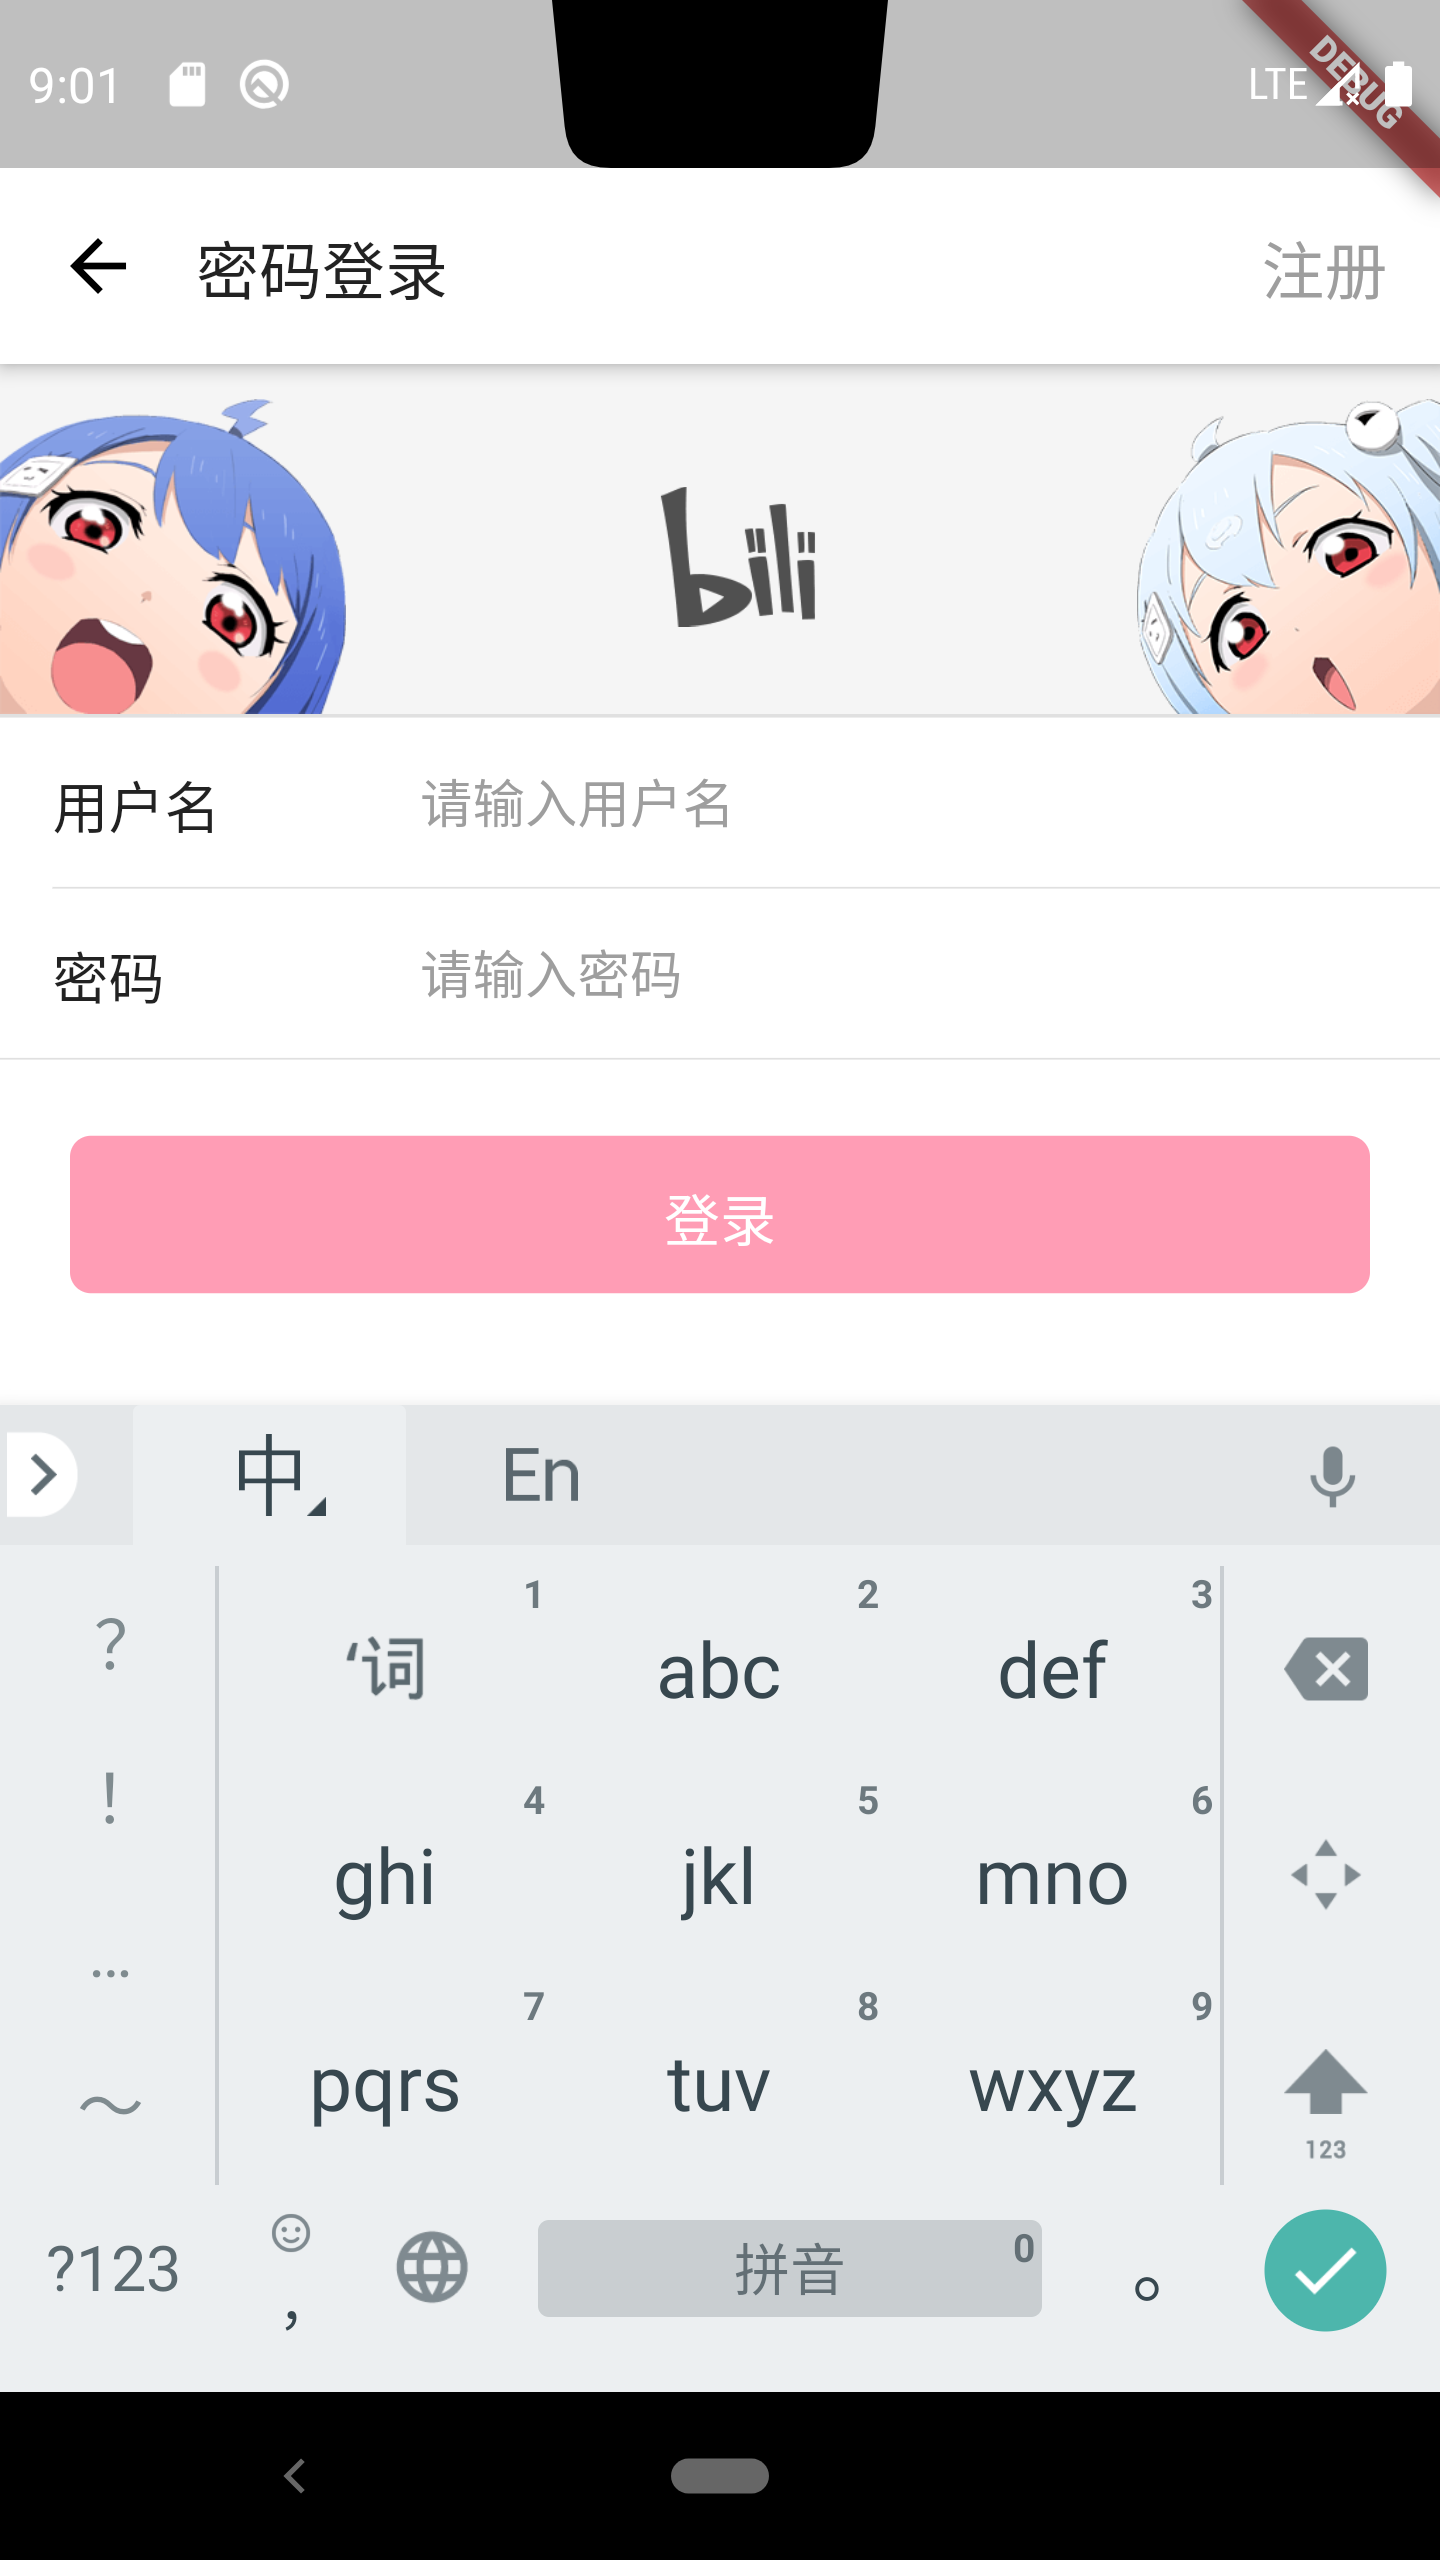 9:01 LTE
DEBUG
密码登录 注册
bili
用户名 请输入用户名
密码 请输入密码
登录
中 En
? ‘词 1 abc 2 def 3
! ghi 4 jkl 5 mno 6
… pqrs 7 tuv 8 wxyz 9
～ 123
?123 , 拼音 0 。